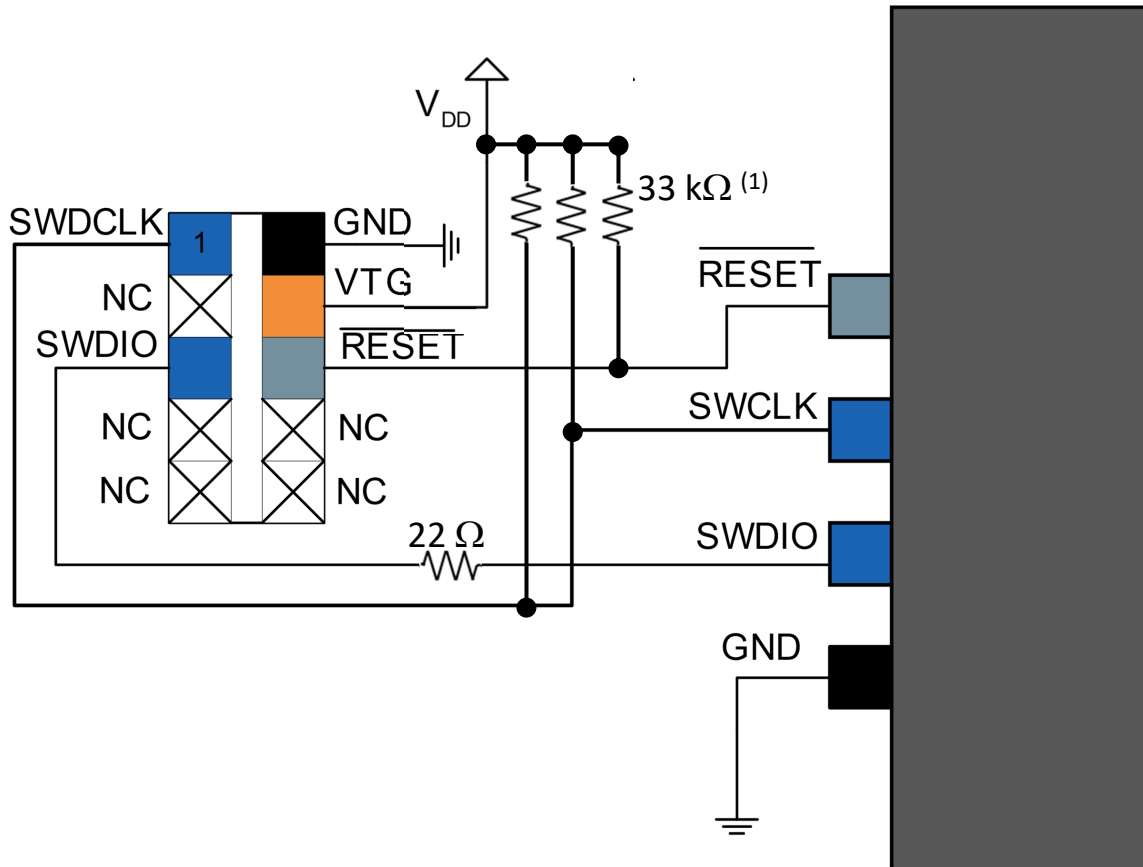 V_DD
33 kΩ (1)
SWDCLK
1
GND
NC
VTG
SWDIO
RESET
NC
NC
NC
NC
22 Ω
RESET
SWCLK
SWDIO
GND